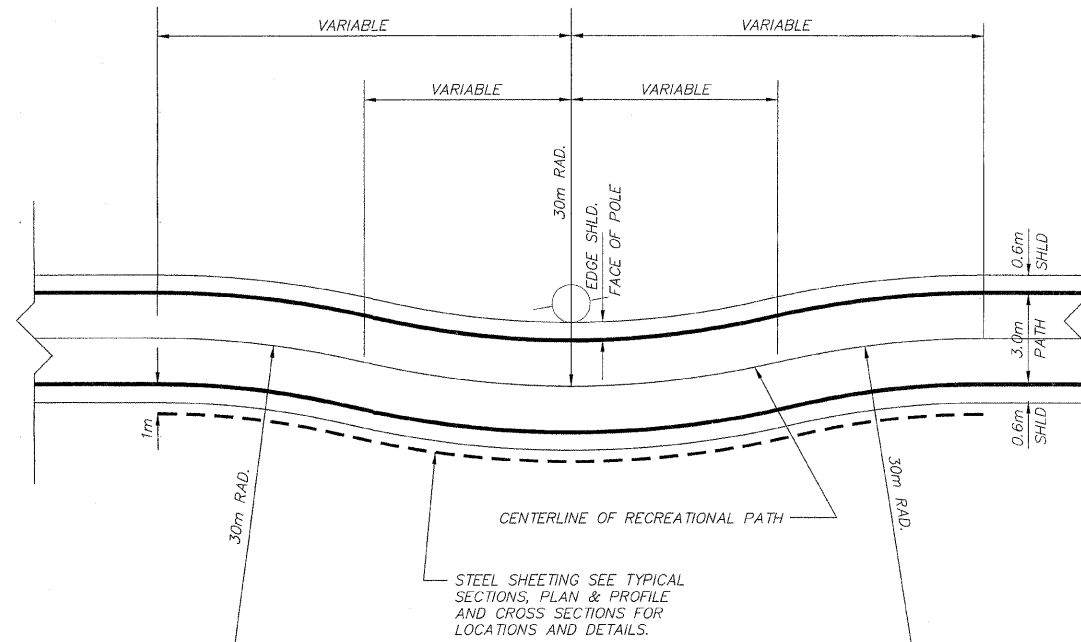 VARIABLE
VARIABLE
VARIABLE
VARIABLE
30m RAD.
EDGE SHLD.
FACE OF POLE
0.6m
SHLD
3.0m
PATH
0.6m
SHLD
1m
30m RAD.
30m RAD.
CENTERLINE OF RECREATIONAL PATH
STEEL SHEETING SEE TYPICAL
SECTIONS, PLAN & PROFILE
AND CROSS SECTIONS FOR
LOCATIONS AND DETAILS.